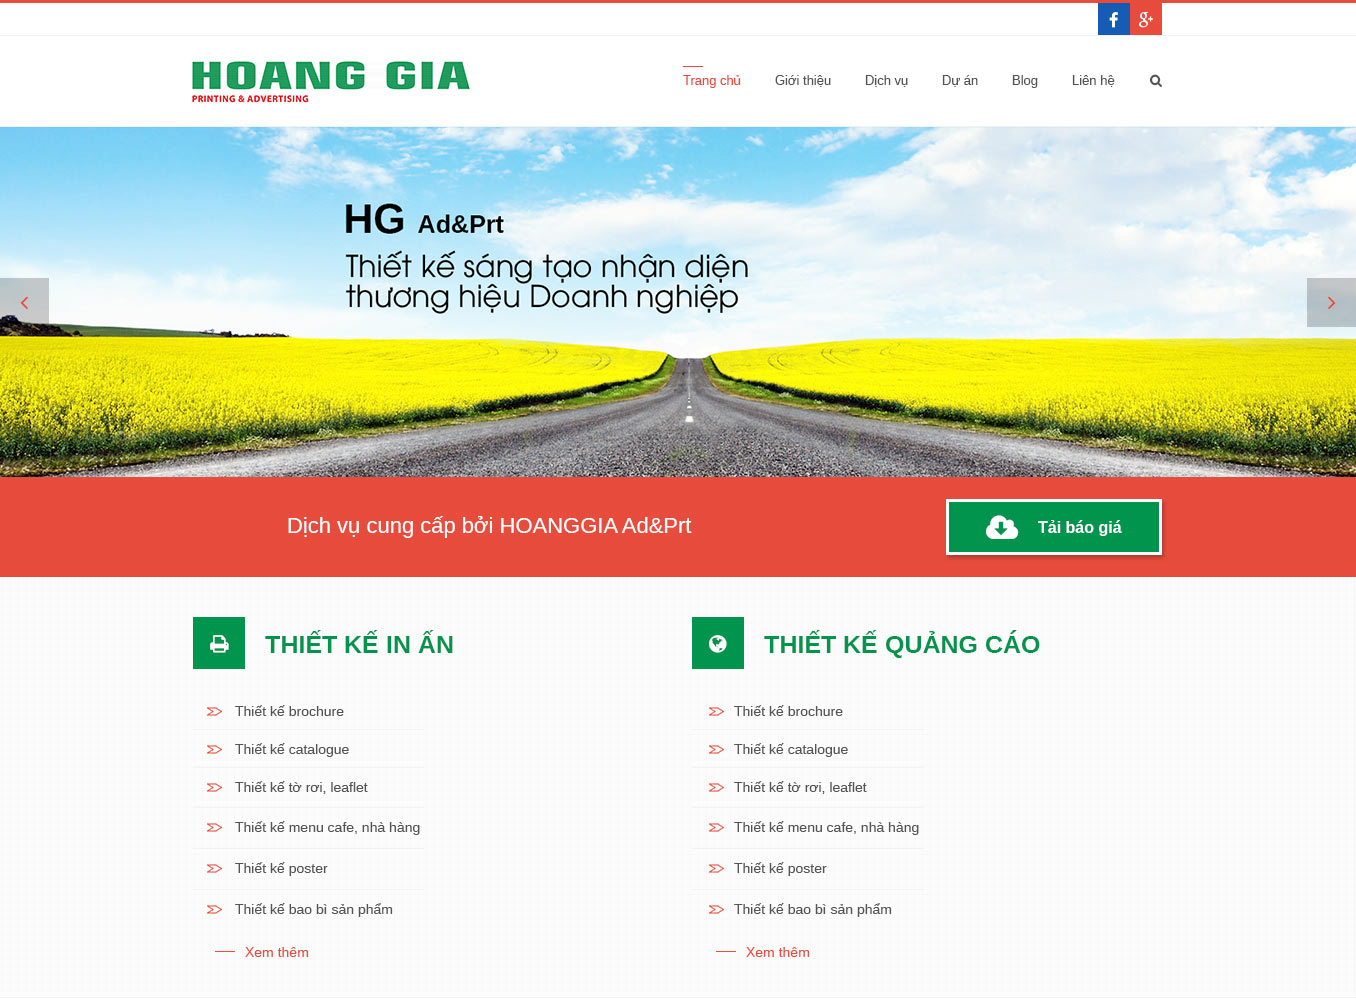 HOANG GIA
PRINTING & ADVERTISING
Trang chủ Giới thiệu Dịch vụ Dự án Blog Liên hệ
HG Ad&Prt
Thiết kế sáng tạo nhận diện
thương hiệu Doanh nghiệp
Dịch vụ cung cấp bởi HOANGGIA Ad&Prt
Tải báo giá
THIẾT KẾ IN ẤN
Thiết kế brochure
Thiết kế catalogue
Thiết kế tờ rơi, leaflet
Thiết kế menu cafe, nhà hàng
Thiết kế poster
Thiết kế bao bì sản phẩm
Xem thêm
THIẾT KẾ QUẢNG CÁO
Thiết kế brochure
Thiết kế catalogue
Thiết kế tờ rơi, leaflet
Thiết kế menu cafe, nhà hàng
Thiết kế poster
Thiết kế bao bì sản phẩm
Xem thêm